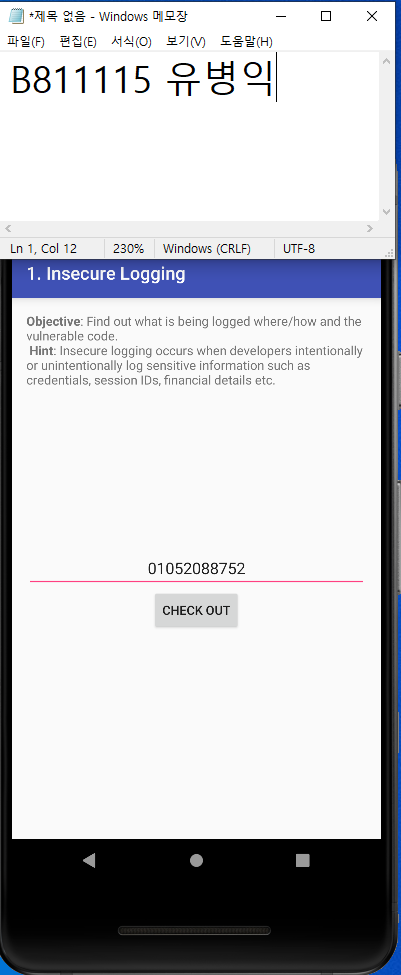 *제목 없음 - Windows 메모장
파일(F) 편집(E) 서식(O) 보기(V) 도움말(H)
B811115 유병익
Ln 1, Col 12 230% Windows (CRLF) UTF-8
1. Insecure Logging
Objective: Find out what is being logged where/how and the
vulnerable code.
Hint: Insecure logging occurs when developers intentionally
or unintentionally log sensitive information such as
credentials, session IDs, financial details etc.
01052088752
CHECK OUT